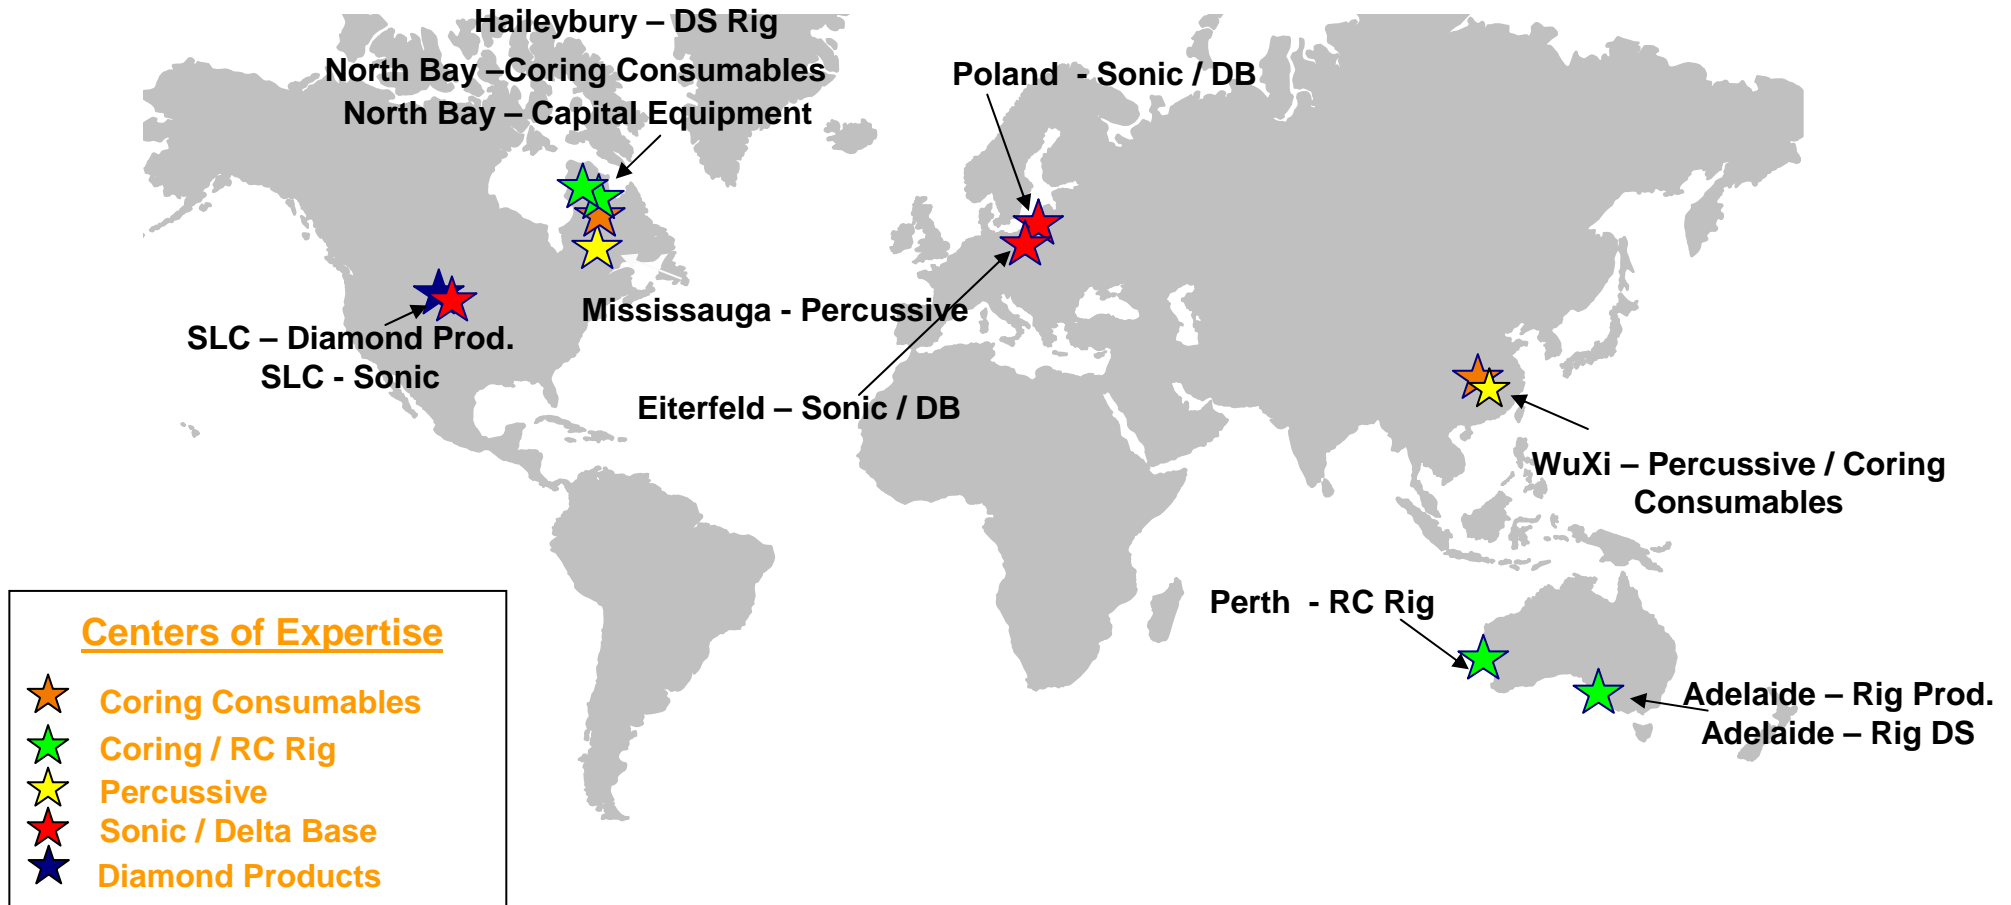 Haileybury – DS Rig
North Bay –Coring Consumables
North Bay – Capital Equipment
Poland - Sonic / DB
Mississauga - Percussive
SLC – Diamond Prod.
SLC - Sonic
Eiterfeld – Sonic / DB
WuXi – Percussive / Coring
Consumables
Perth - RC Rig
Adelaide – Rig Prod.
Adelaide – Rig DS
Centers of Expertise
Coring Consumables
Coring / RC Rig
Percussive
Sonic / Delta Base
Diamond Products